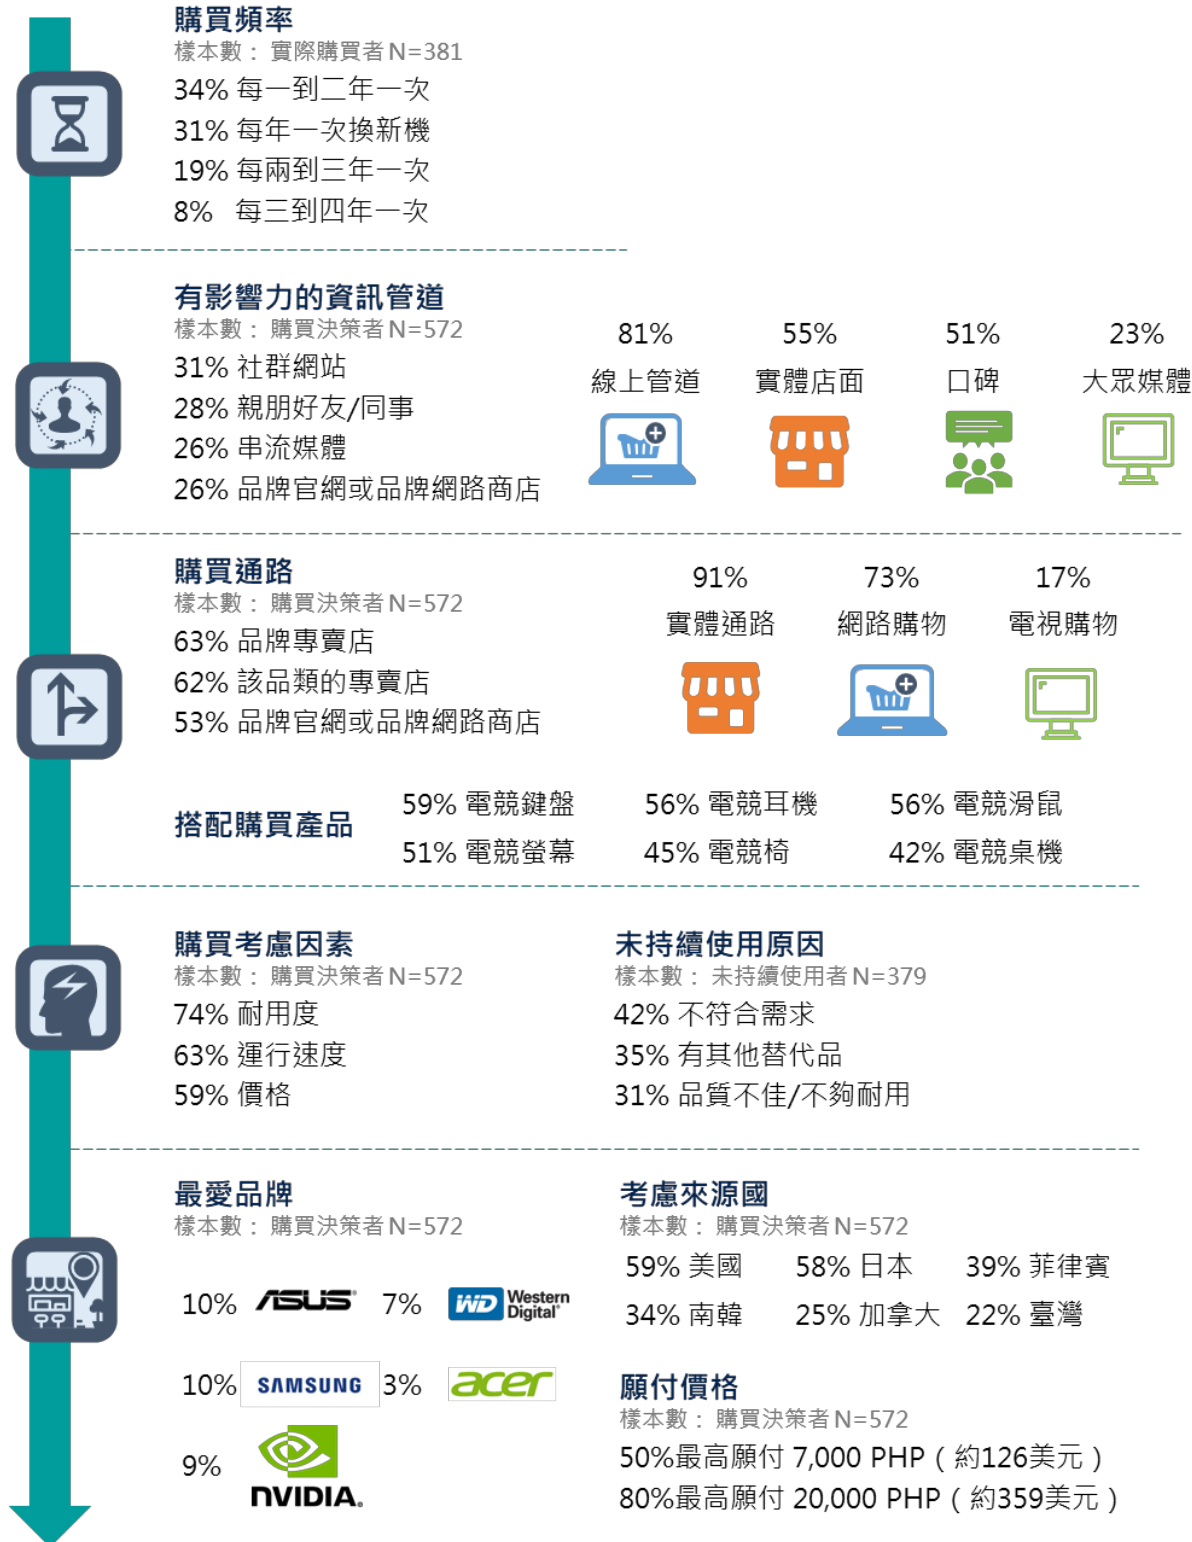 購買頻率
樣本數：實際購買者 N=381
34% 每一到二年一次
31% 每年一次換新機
19% 每兩到三年一次
8% 每三到四年一次
有影響力的資訊管道
樣本數：購買決策者 N=572
31% 社群網站
28% 親朋好友/同事
26% 串流媒體
26% 品牌官網或品牌網路商店
81% 55% 51% 23%
線上管道 實體店面 口碑 大眾媒體
購買通路
樣本數：購買決策者 N=572
63% 品牌專賣店
62% 該品類的專賣店
53% 品牌官網或品牌網路商店
91% 73% 17%
實體通路 網路購物 電視購物
搭配購買產品
59% 電競鍵盤 56% 電競耳機 56% 電競滑鼠
51% 電競螢幕 45% 電競椅 42% 電競桌機
購買考慮因素
樣本數：購買決策者 N=572
74% 耐用度
63% 運行速度
59% 價格
未持續使用原因
樣本數：未持續使用者 N=379
42% 不符合需求
35% 有其他替代品
31% 品質不佳/不夠耐用
最愛品牌
樣本數：購買決策者 N=572
10% ASUS 7% WD Western Digital
10% SAMSUNG 3% acer
9% NVIDIA.
考慮來源國
樣本數：購買決策者 N=572
59% 美國 58% 日本 39% 菲律賓
34% 南韓 25% 加拿大 22% 臺灣
願付價格
樣本數：購買決策者 N=572
50%最高願付 7,000 PHP（約126美元）
80%最高願付 20,000 PHP（約359美元）